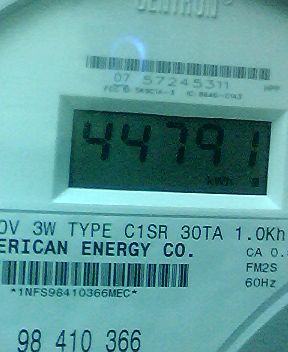 CENTRON®
07 57245311
44791
kWh
0V 3W TYPE C1SR 30TA 1.0Kh
ERICAN ENERGY CO.
CA 0.
FM2S
*1NFS98410366MEC*
60Hz
98 410 366